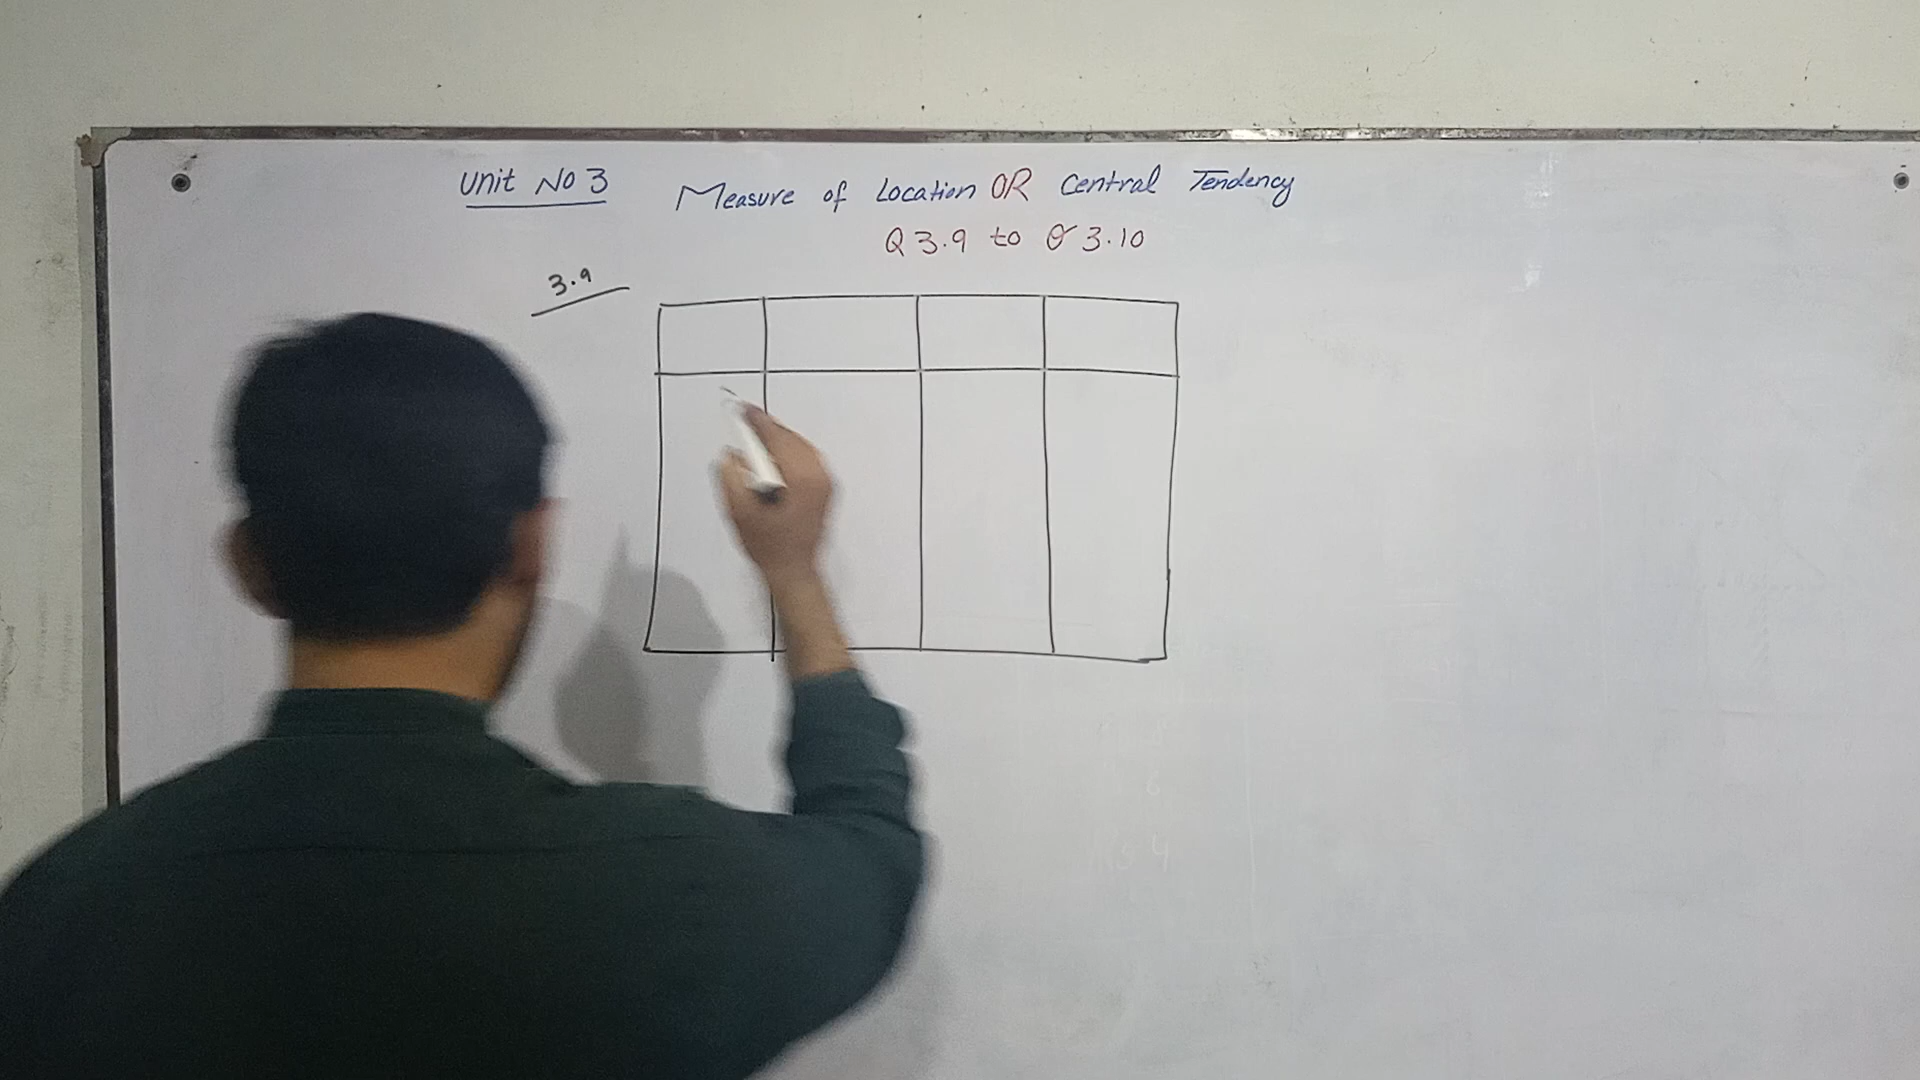 Unit No 3 Measure of Location OR Central Tendency
Q 3.9 to Q 3.10
3.9